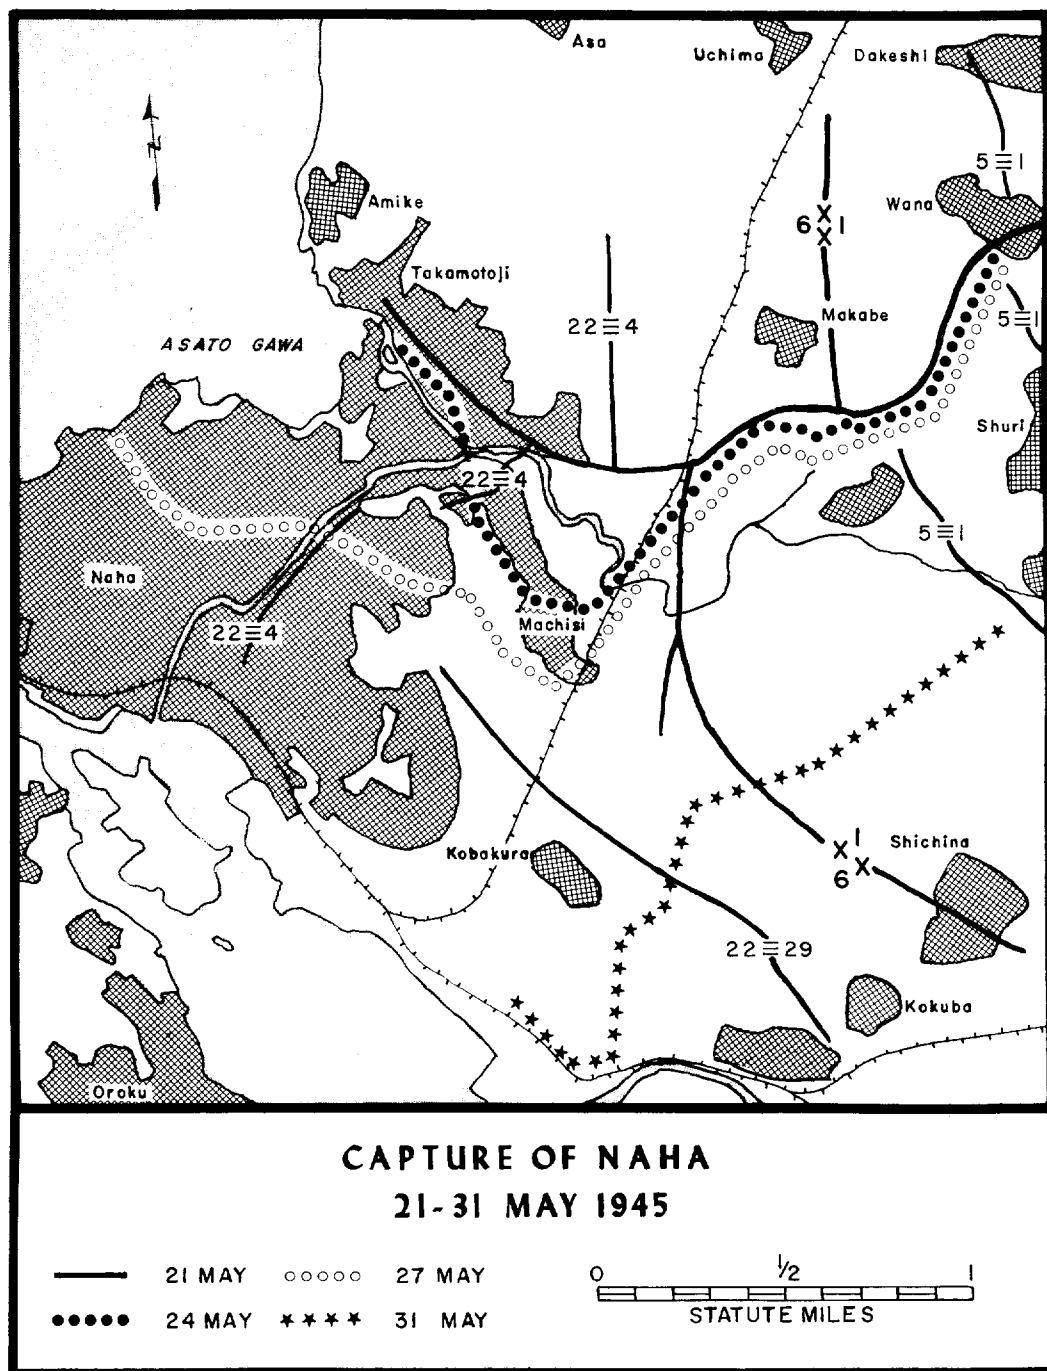 Asa
Uchima
Dakeshi
N
5 1
Amike
Wana
6 X X 1
Takamotoji
22 4
Makabe
5 1
ASATO GAWA
Shuri
22 4
5 1
Naha
Machisi
22 4
X 1
Shichina
6 X
Kobakura
22 29
Kokuba
Oroku
CAPTURE OF NAHA
21-31 MAY 1945
21 MAY
27 MAY
24 MAY
31 MAY
0 1/2 1
STATUTE MILES